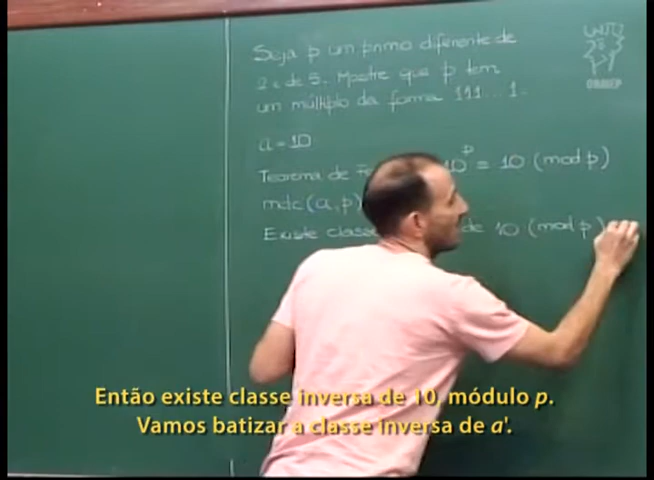 Seja p um primo diferente de
2 e de 5. Mostre que p tem
um múltiplo da forma 111...1.
OBMEP
a = 10
Teorema de 10^p ≡ 10 (mod p)
mdc(a,p)
Existe classe de 10 (mod p)
Então existe classe inversa de 10, módulo p.
Vamos batizar a classe inversa de a'.